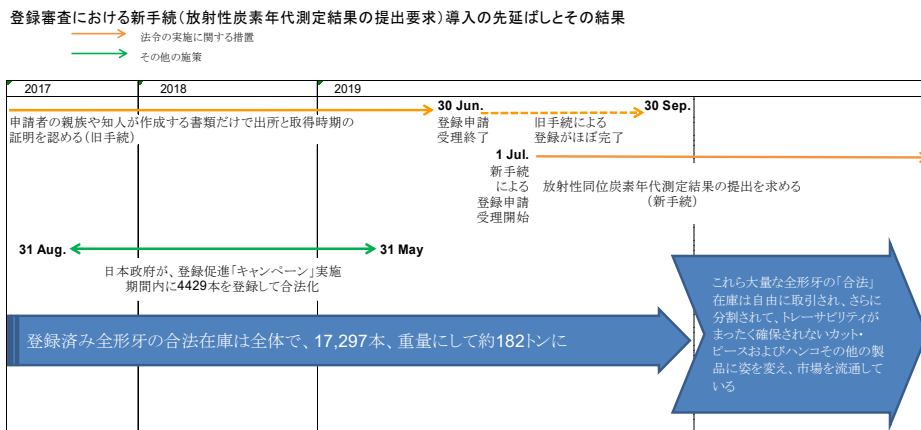 登録審査における新手続(放射性炭素年代測定結果の提出要求)導入の先延ばしとその結果
法令の実施に関する措置
その他の施策
2017 2018 2019
30 Jun. 30 Sep.
申請者の親族や知人が作成する書類だけで出所と取得時期の
証明を認める(旧手続)
登録申請
受理終了
旧手続による
登録がほぼ完了
1 Jul.
新手続
による
登録申請
受理開始
放射性同位炭素年代測定結果の提出を求める
(新手続)
31 Aug. 31 May
日本政府が、登録促進「キャンペーン」実施
期間内に4429本を登録して合法化
登録済み全形牙の合法在庫は全体で、17,297本、重量にして約182トンに
これら大量な全形牙の「合法」
在庫は自由に取引され、さらに
分割されて、トレーサビリティが
まったく確保されないカット・
ピースおよびハンコその他の製
品に姿を変え、市場を流通して
いる